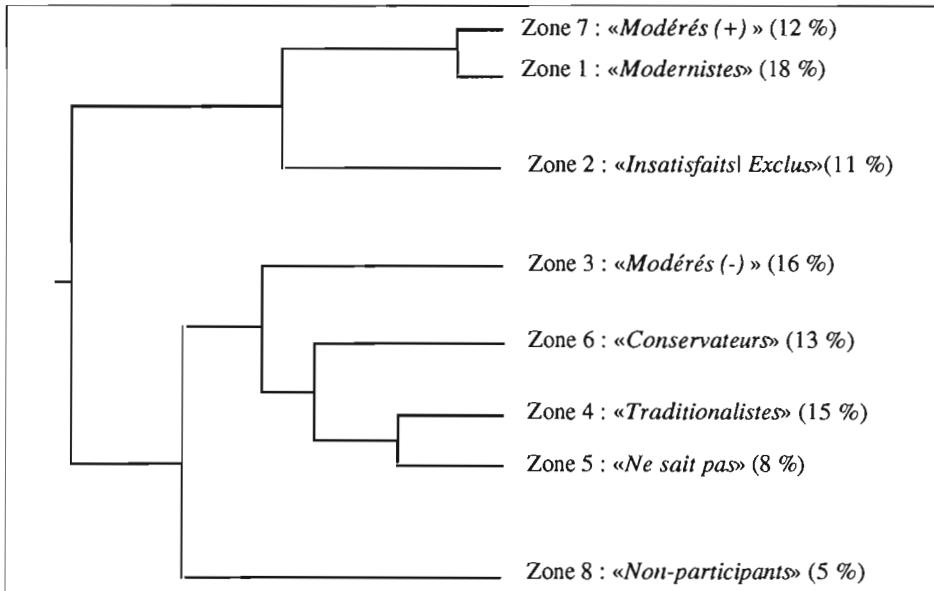 Zone 7 : «Modérés (+) » (12 %)
Zone 1 : «Modernistes» (18 %)
Zone 2 : «Insatisfaits| Exclus»(11 %)
Zone 3 : «Modérés (-) » (16 %)
Zone 6 : «Conservateurs» (13 %)
Zone 4 : «Traditionalistes» (15 %)
Zone 5 : «Ne sait pas» (8 %)
Zone 8 : «Non-participants» (5 %)